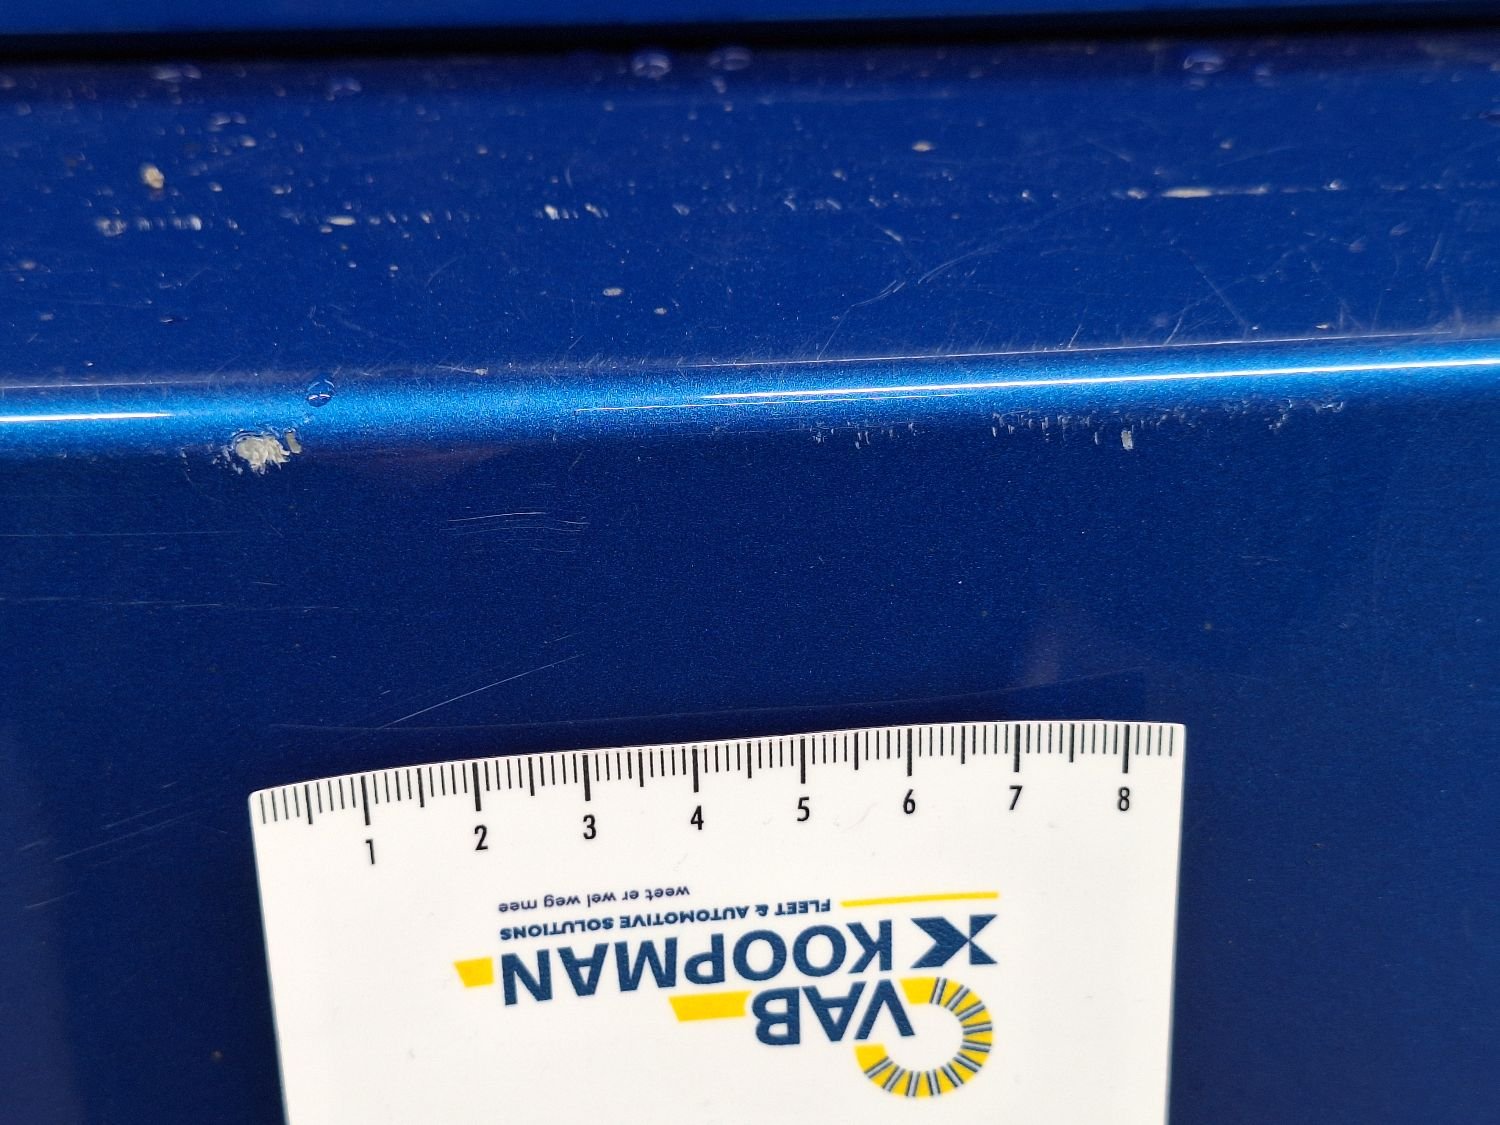 1 2 3 4 5 6 7 8
VAB
KOOPMAN
FLEET & AUTOMOTIVE SOLUTIONS
weet er wel weg mee